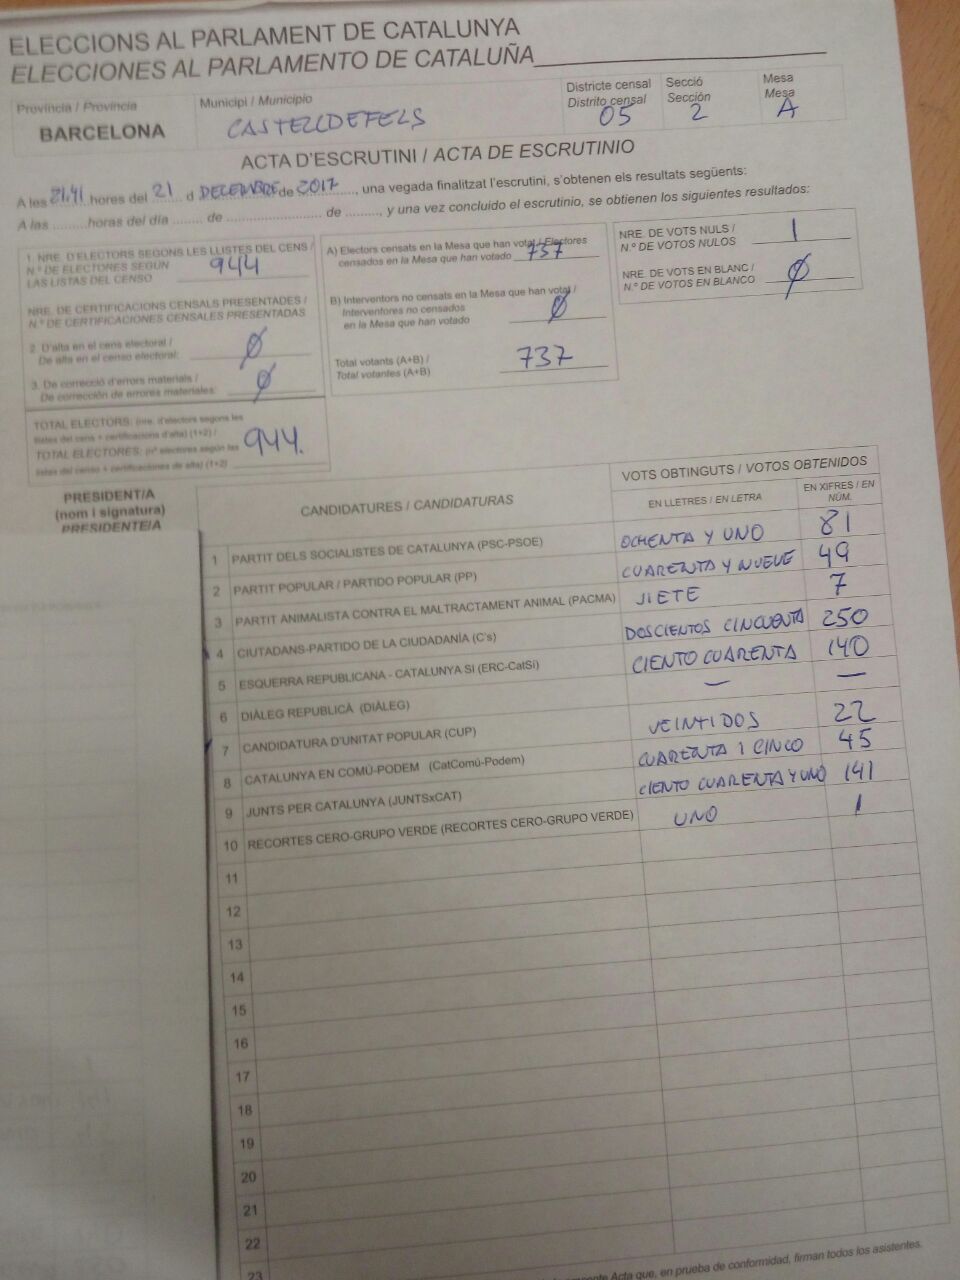 ELECCIONS AL PARLAMENT DE CATALUNYA
ELECCIONES AL PARLAMENTO DE CATALUÑA
Província / Provincia
BARCELONA
Municipi / Municipio
CASTELLDEFELS
Districte censal
Distrito censal
05
Secció
Sección
2
Mesa
Mesa
A
ACTA D'ESCRUTINI / ACTA DE ESCRUTINIO
A les 21,41 hores del 21 d DECEMBRE de 2017, una vegada finalitzat l'escrutini, s'obtenen els resultats següents:
A las ......... horas del día ........ de .......................... de ........., y una vez concluido el escrutinio, se obtienen los siguientes resultados:
1. NRE. D'ELECTORS SEGONS LES LLISTES DEL CENS /
N.º DE ELECTORES SEGÚN
LAS LISTAS DEL CENSO
944
NRE. DE CERTIFICACIONS CENSALS PRESENTADES /
N.º DE CERTIFICACIONES CENSALES PRESENTADAS
2. D'alta en el cens electoral /
De alta en el censo electoral:
Ø
3. De correcció d'errors materials /
De corrección de errores materiales:
Ø
TOTAL ELECTORS: (nre. d'electors segons les
llistes del cens + certificacions d'alta) (1+2) /
TOTAL ELECTORES: (nº electores según las
listas del censo + certificaciones de alta) (1+2)
944.
A) Electors censats en la Mesa que han votat / Electores
censados en la Mesa que han votado
737
B) Interventors no censats en la Mesa que han votat /
Interventores no censados
en la Mesa que han votado
Ø
Total votants (A+B) /
Total votantes (A+B)
737
NRE. DE VOTS NULS /
N.º DE VOTOS NULOS
1
NRE. DE VOTS EN BLANC /
N.º DE VOTOS EN BLANCO
Ø
PRESIDENT/A
(nom i signatura)
PRESIDENTE/A
CANDIDATURES / CANDIDATURAS
VOTS OBTINGUTS / VOTOS OBTENIDOS
EN LLETRES / EN LETRA
EN XIFRES / EN
NÚM.
1 PARTIT DELS SOCIALISTES DE CATALUNYA (PSC-PSOE) OCHENTA Y UNO 81
2 PARTIT POPULAR / PARTIDO POPULAR (PP) CUARENTA Y NUEVE 49
3 PARTIT ANIMALISTA CONTRA EL MALTRACTAMENT ANIMAL (PACMA) SIETE 7
4 CIUTADANS-PARTIDO DE LA CIUDADANÍA (C's) DOSCIENTOS CINCUENTA 250
5 ESQUERRA REPUBLICANA - CATALUNYA SÍ (ERC-CatSí) CIENTO CUARENTA 140
6 DIÀLEG REPUBLICÀ (DIÀLEG) — —
7 CANDIDATURA D'UNITAT POPULAR (CUP) VEINTIDOS 22
8 CATALUNYA EN COMÚ-PODEM (CatComú-Podem) CUARENTA I CINCO 45
9 JUNTS PER CATALUNYA (JUNTSxCAT) CIENTO CUARENTA Y UNO 141
10 RECORTES CERO-GRUPO VERDE (RECORTES CERO-GRUPO VERDE) UNO 1
11
12
13
14
15
16
17
18
19
20
21
22
23
Acta que, en prueba de conformidad, firman todos los asistentes.